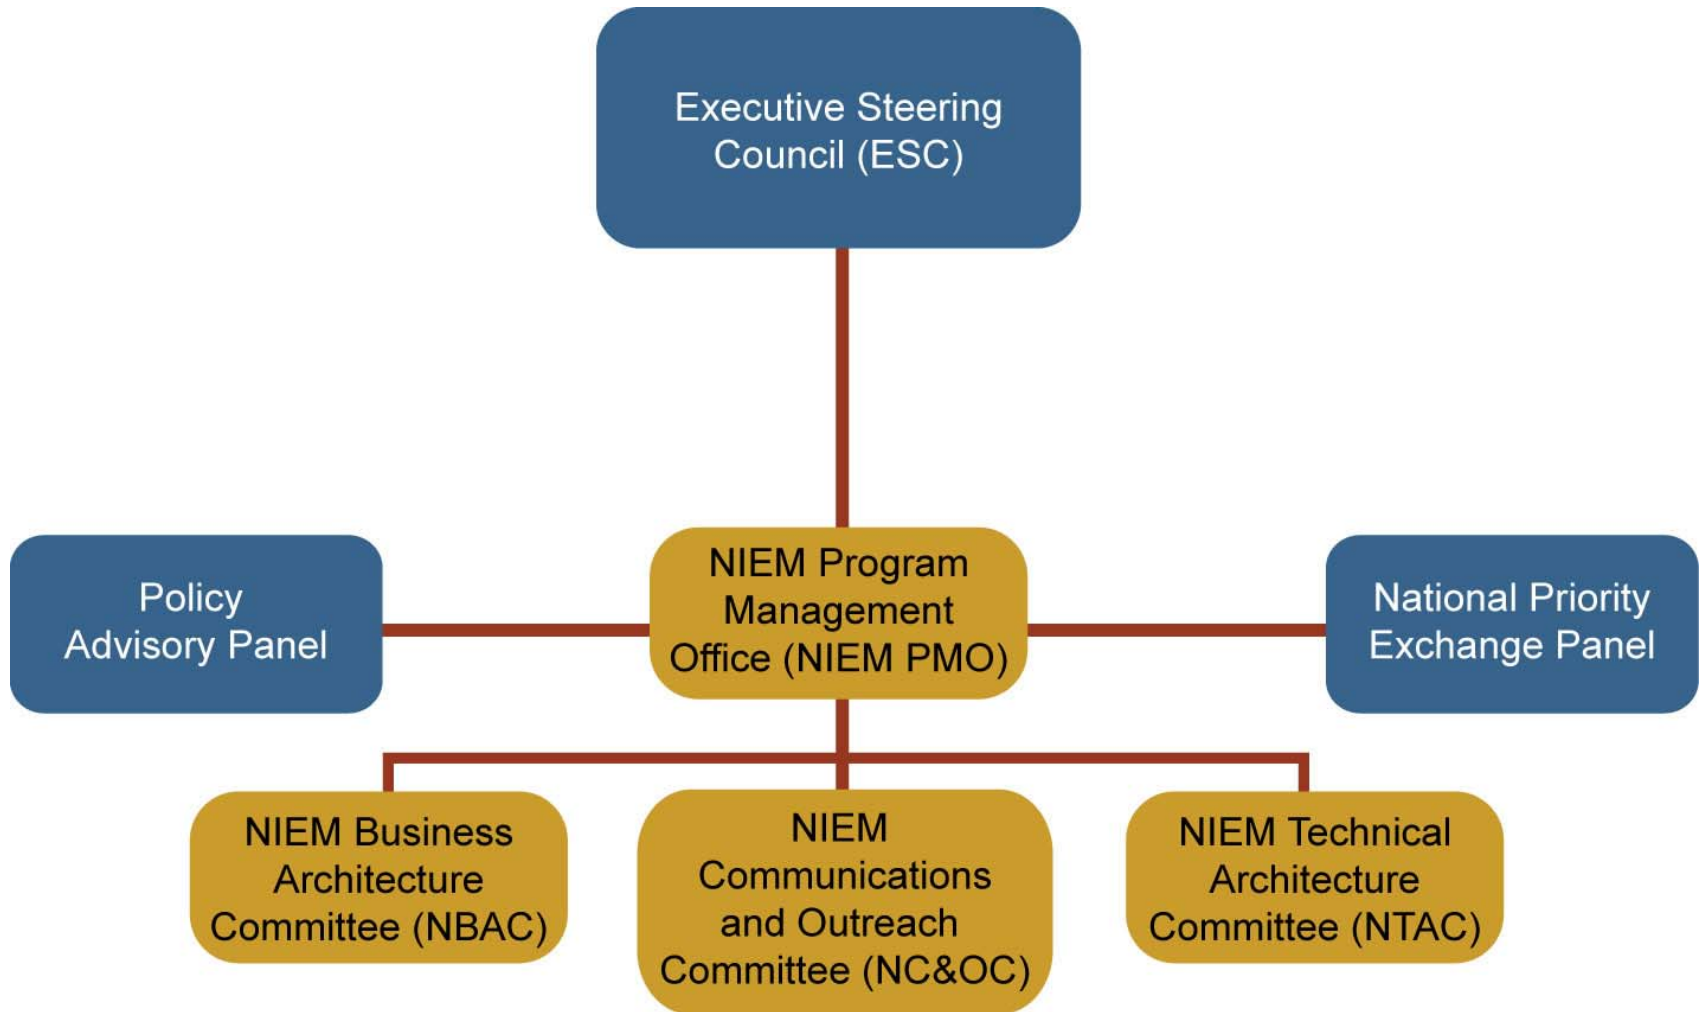 Executive Steering
Council (ESC)
Policy
Advisory Panel
NIEM Program
Management
Office (NIEM PMO)
National Priority
Exchange Panel
NIEM Business
Architecture
Committee (NBAC)
NIEM
Communications
and Outreach
Committee (NC&OC)
NIEM Technical
Architecture
Committee (NTAC)